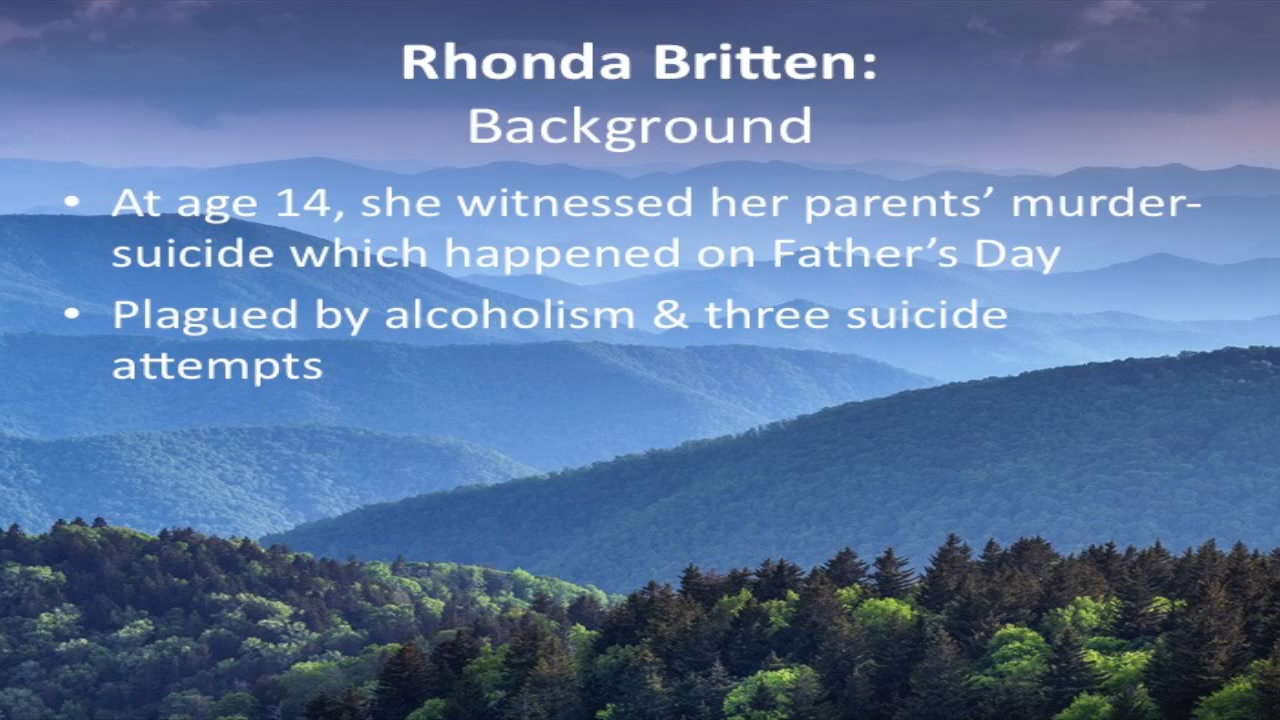 Rhonda Britten:
Background
• At age 14, she witnessed her parents’ murder-
suicide which happened on Father’s Day
• Plagued by alcoholism & three suicide
attempts